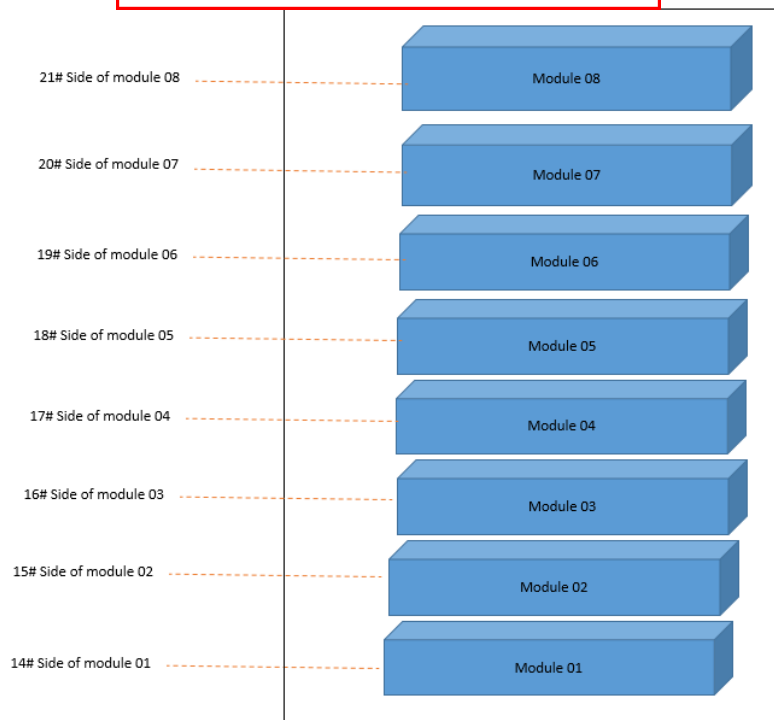 21# Side of module 08
Module 08
20# Side of module 07
Module 07
19# Side of module 06
Module 06
18# Side of module 05
Module 05
17# Side of module 04
Module 04
16# Side of module 03
Module 03
15# Side of module 02
Module 02
14# Side of module 01
Module 01